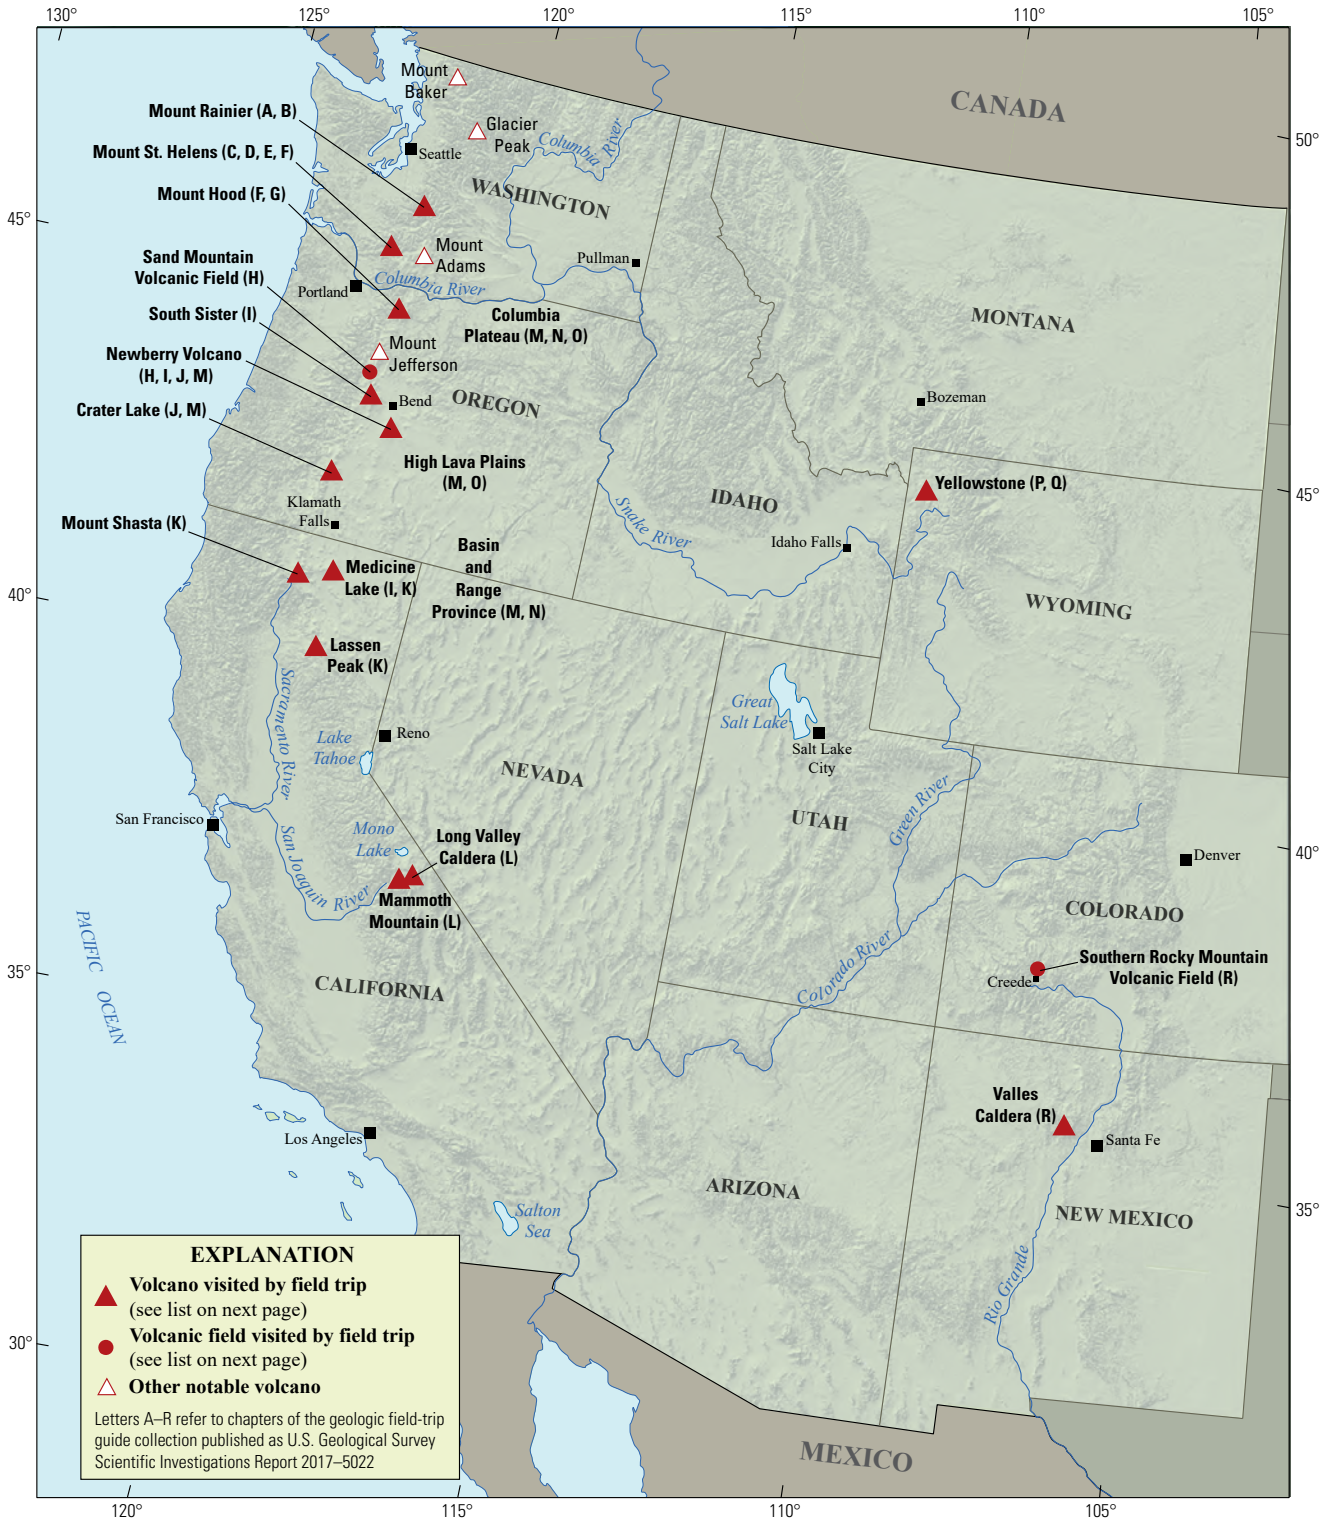 130°
125°
120°
115°
110°
105°
CANADA
Mount
Baker
Mount Rainier (A, B)
Glacier
Peak
Columbia
River
50°
Mount St. Helens (C, D, E, F)
Seattle
WASHINGTON
Mount Hood (F, G)
45°
Mount
Adams
Sand Mountain
Volcanic Field (H)
Pullman
Columbia River
Portland
South Sister (I)
Columbia
Plateau (M, N, O)
MONTANA
Mount
Jefferson
Newberry Volcano
(H, I, J, M)
Bend
OREGON
Bozeman
Crater Lake (J, M)
High Lava Plains
(M, O)
Yellowstone (P, Q)
45°
Klamath
Falls
IDAHO
Snake River
Idaho Falls
Mount Shasta (K)
Basin
and
Range
Province (M, N)
Medicine
Lake (I, K)
40°
WYOMING
Lassen
Peak (K)
Sacramento River
Great
Salt Lake
Lake
Tahoe
Reno
Salt Lake
City
NEVADA
Green River
San Francisco
UTAH
Mono
Lake
Long Valley
Caldera (L)
San Joaquin River
40°
Denver
Mammoth
Mountain (L)
COLORADO
PACIFIC OCEAN
Colorado River
35°
Southern Rocky Mountain
Volcanic Field (R)
Creede
CALIFORNIA
Valles
Caldera (R)
Los Angeles
Santa Fe
ARIZONA
35°
Salton
Sea
NEW MEXICO
Rio Grande
30°
MEXICO
EXPLANATION
Volcano visited by field trip
(see list on next page)
Volcanic field visited by field trip
(see list on next page)
Other notable volcano
Letters A–R refer to chapters of the geologic field-trip
guide collection published as U.S. Geological Survey
Scientific Investigations Report 2017–5022
120°
115°
110°
105°